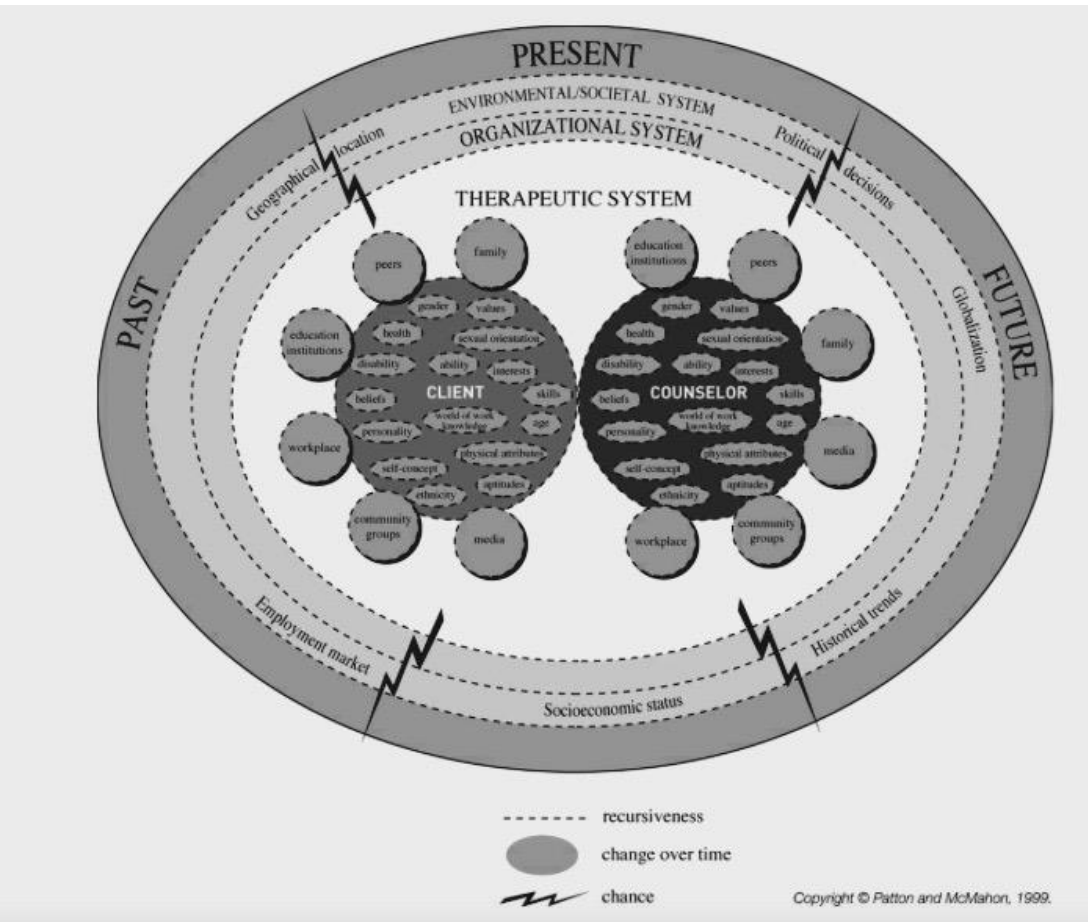 PRESENT
ENVIRONMENTAL/SOCIETAL SYSTEM
ORGANIZATIONAL SYSTEM
Geographical location
Political decisions
THERAPEUTIC SYSTEM
PAST
FUTURE
Globalization
peers
family
education
institutions
workplace
community
groups
media
gender
values
health
sexual orientation
disability
ability
interests
CLIENT
beliefs
skills
world of work
knowledge
age
personality
physical attributes
self-concept
aptitudes
ethnicity
education
institutions
peers
family
media
community
groups
workplace
gender
values
health
sexual orientation
disability
ability
interests
COUNSELOR
beliefs
skills
world of work
knowledge
age
personality
physical attributes
self-concept
aptitudes
ethnicity
Employment market
Socioeconomic status
Historical trends
recursiveness
change over time
chance
Copyright © Patton and McMahon, 1999.